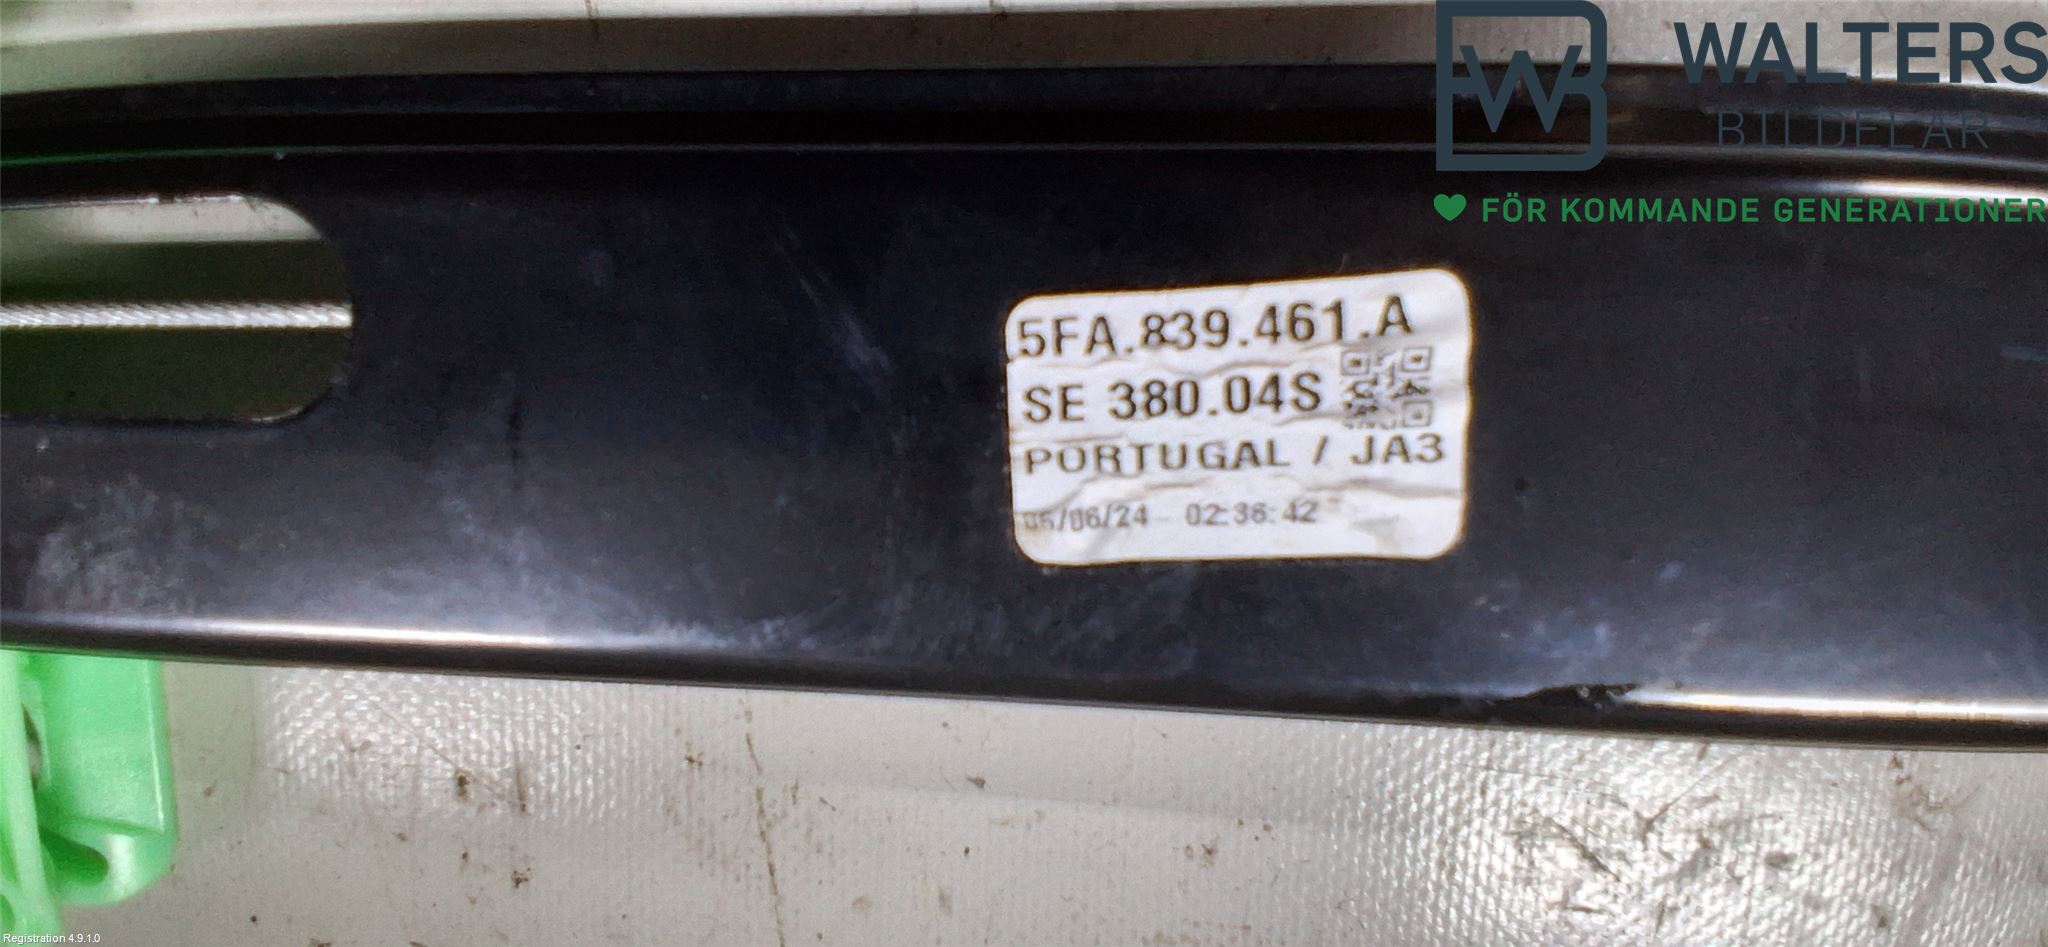 WALTERS
BILDELAR
FÖR KOMMANDE GENERATIONER
5FA.839.461.A
SE 380.04S
PORTUGAL / JA3
05/06/24 - 02:36:42
Registration 4.9.1.0